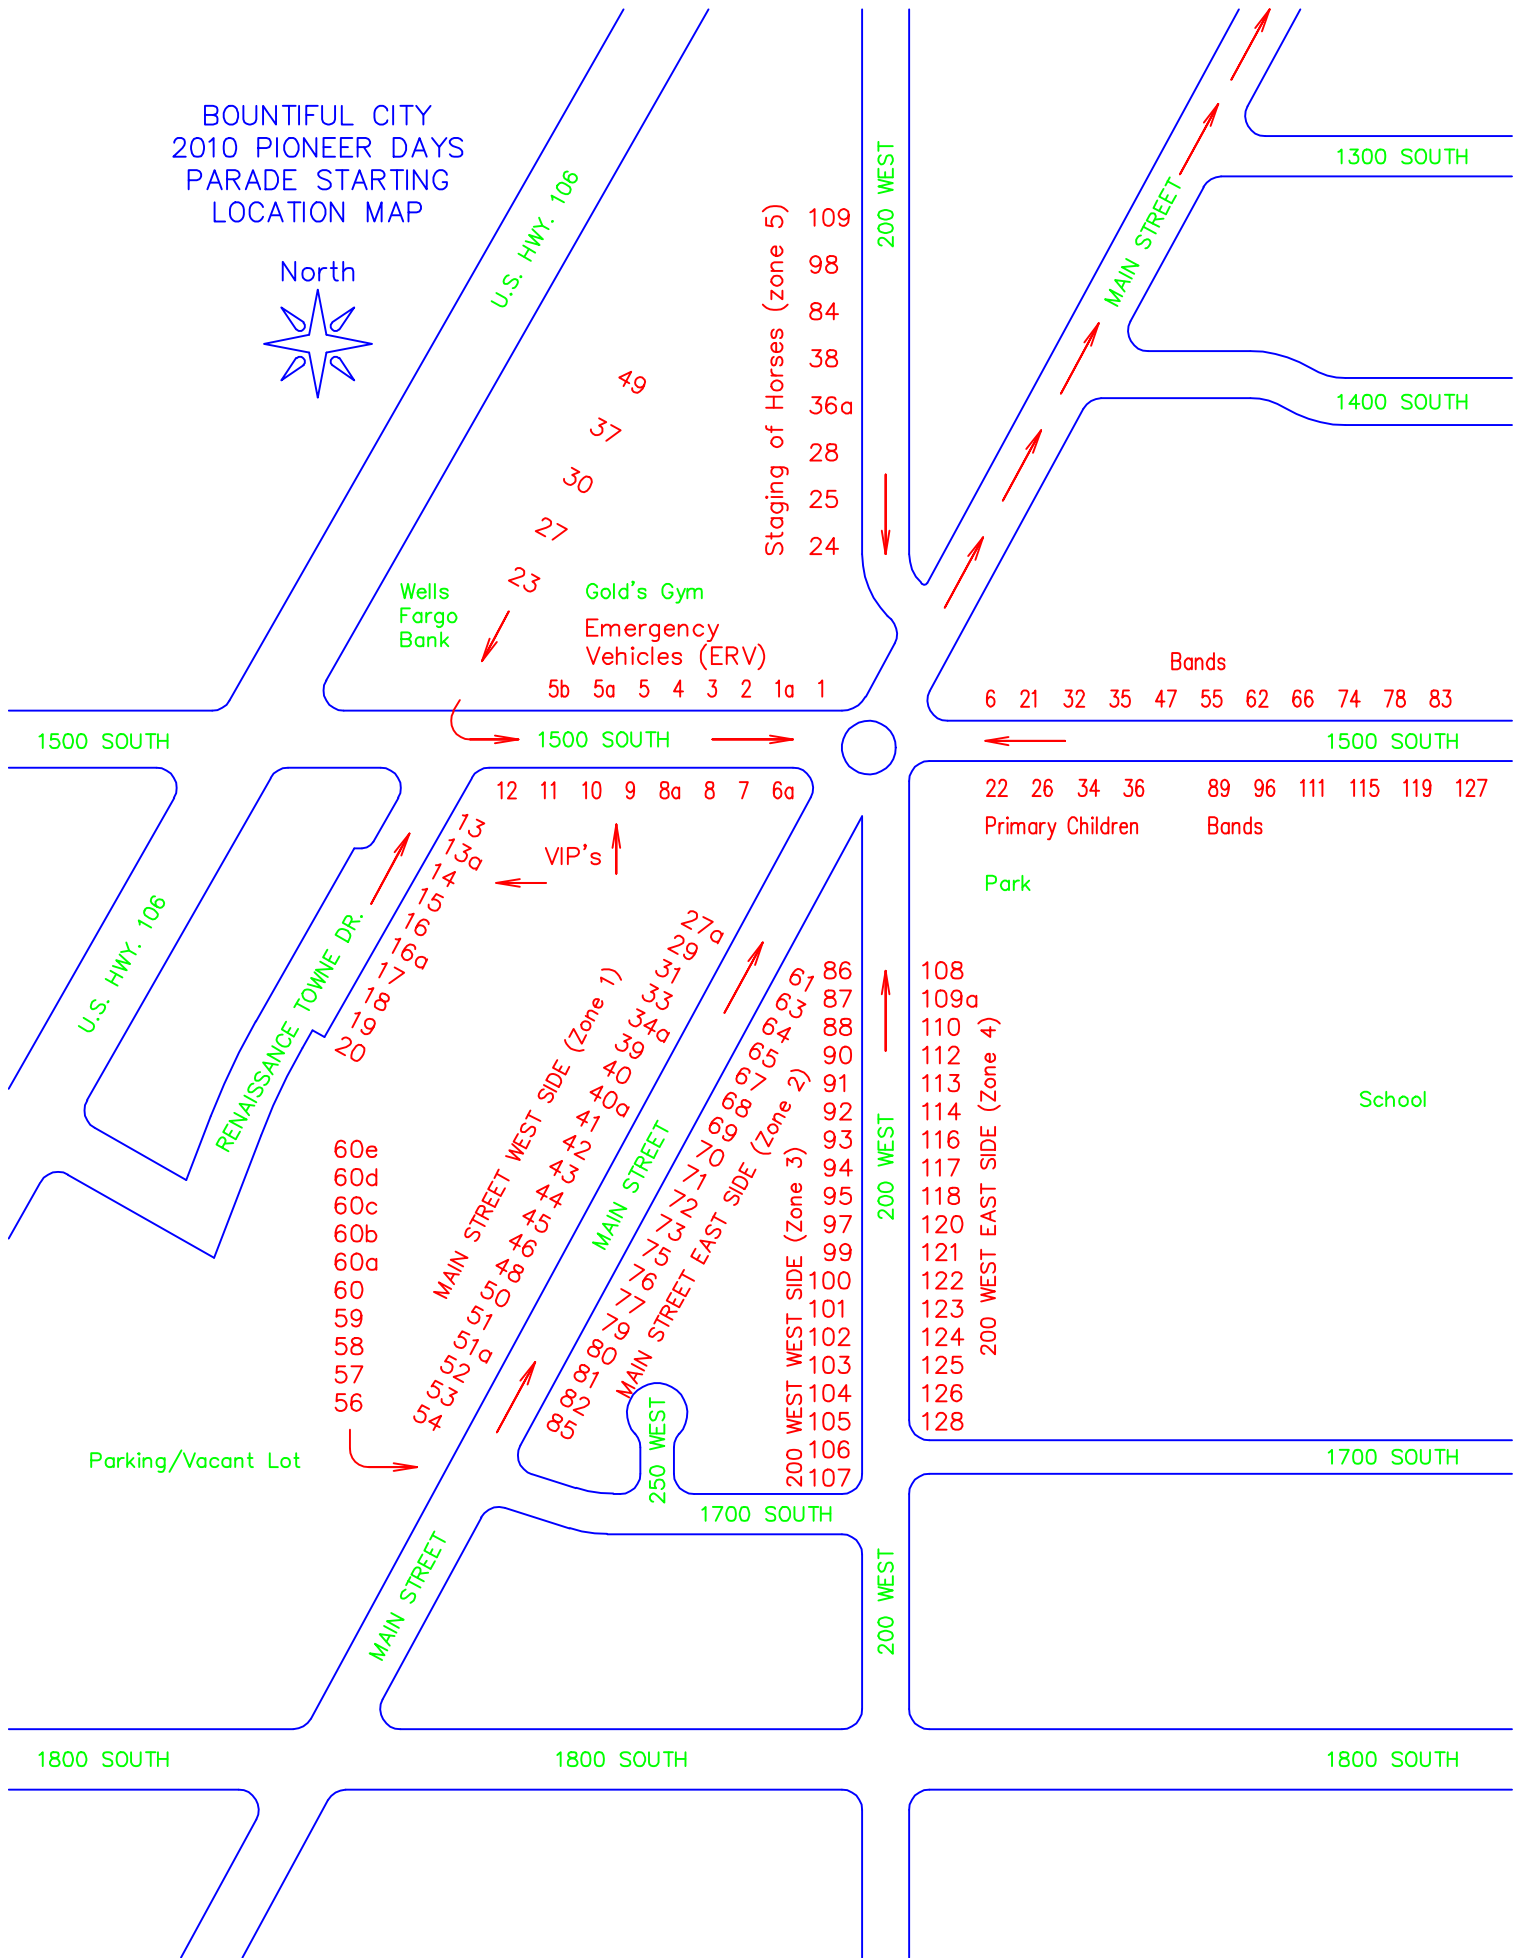 BOUNTIFUL CITY
2010 PIONEER DAYS
PARADE STARTING
LOCATION MAP
North
U.S. HWY. 106
200 WEST
MAIN STREET
1300 SOUTH
1400 SOUTH
Staging of Horses (zone 5)
109
98
84
38
36a
28
25
24
49
37
30
27
23
Wells
Fargo
Bank
Gold's Gym
Emergency
Vehicles (ERV)
5b 5a 5 4 3 2 1a 1
Bands
6 21 32 35 47 55 62 66 74 78 83
1500 SOUTH
1500 SOUTH
1500 SOUTH
12 11 10 9 8a 8 7 6a
22 26 34 36 89 96 111 115 119 127
Primary Children
Bands
VIP's
Park
School
13
13a
14
15
16
16a
17
18
19
20
U.S. HWY. 106
RENAISSANCE TOWNE DR.
27a
29
31
33
34a
39
40
40a
41
42
43
44
45
46
48
50
51
51a
52
53
54
MAIN STREET WEST SIDE (Zone 1)
MAIN STREET
61
63
64
65
67
68
69
70
71
72
73
75
76
77
79
80
81
82
85
MAIN STREET EAST SIDE (Zone 2)
86
87
88
90
91
92
93
94
95
97
99
100
101
102
103
104
105
106
107
200 WEST WEST SIDE (Zone 3)
200 WEST
108
109a
110
112
113
114
116
117
118
120
121
122
123
124
125
126
128
200 WEST EAST SIDE (Zone 4)
60e
60d
60c
60b
60a
60
59
58
57
56
Parking/Vacant Lot
250 WEST
1700 SOUTH
1700 SOUTH
MAIN STREET
200 WEST
1800 SOUTH
1800 SOUTH
1800 SOUTH